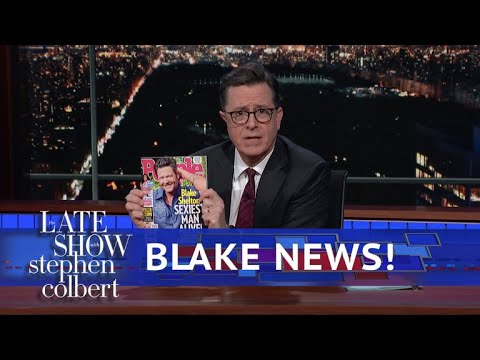 People
Blake
Shelton
SEXIEST
MAN
ALIVE!
LATE
SHOW
stephen
colbert
BLAKE NEWS!